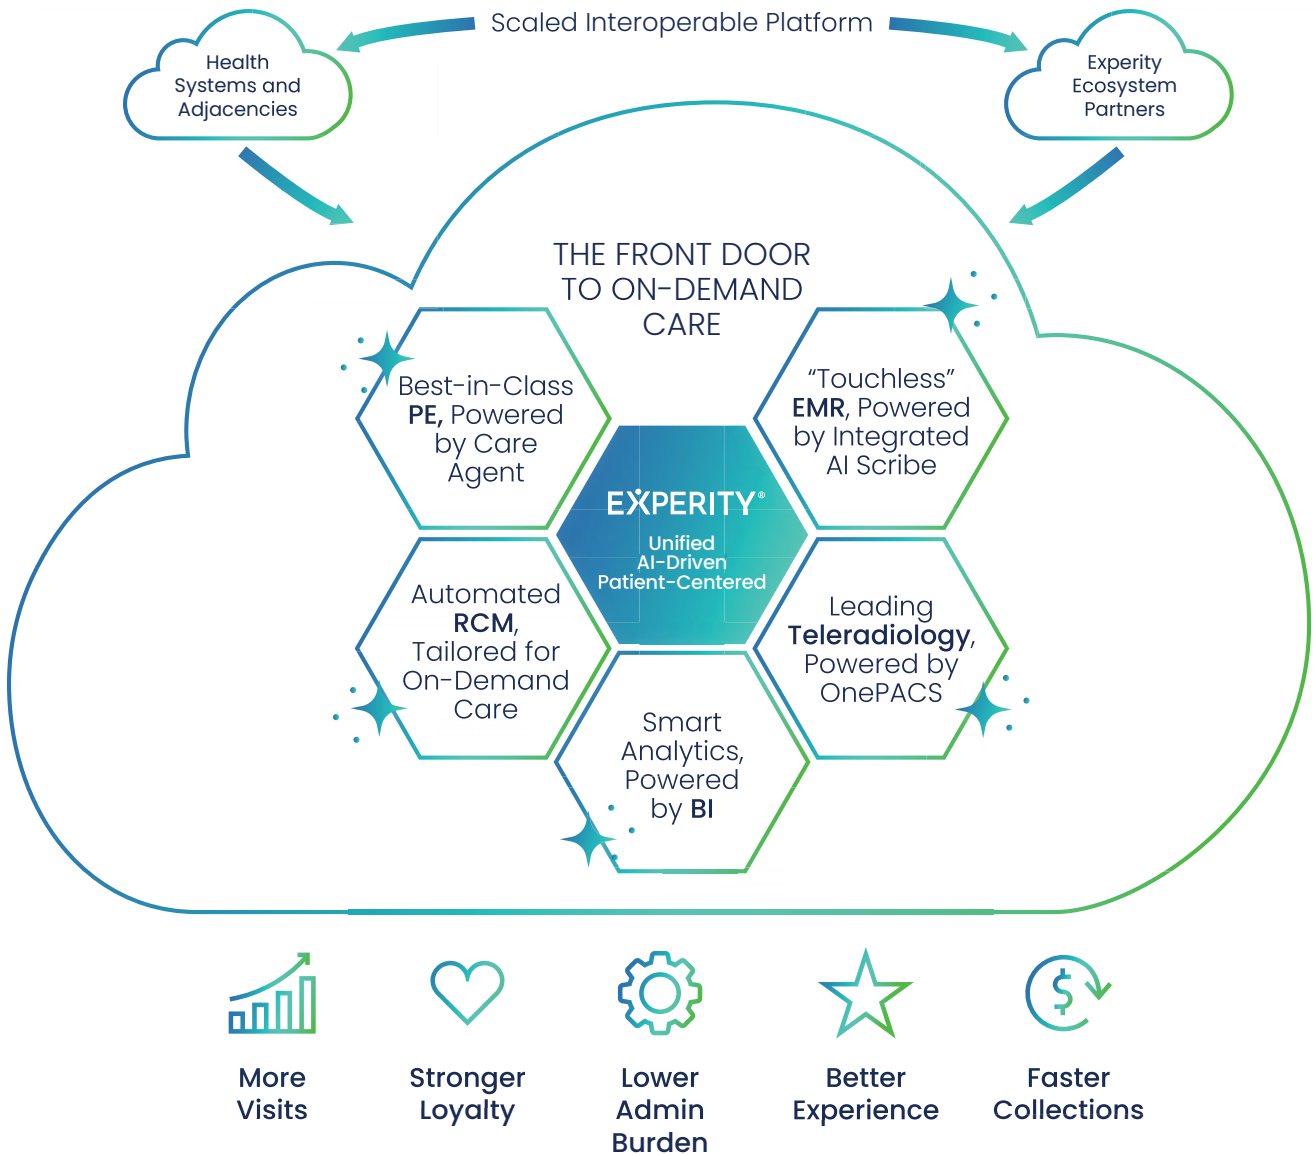 Scaled Interoperable Platform
Health
Systems and
Adjacencies
Experity
Ecosystem
Partners
THE FRONT DOOR
TO ON-DEMAND
CARE
Best-in-Class
PE, Powered
by Care
Agent
“Touchless”
EMR, Powered
by Integrated
AI Scribe
EXPERITY®
Unified
AI-Driven
Patient-Centered
Automated
RCM,
Tailored for
On-Demand
Care
Leading
Teleradiology,
Powered by
OnePACS
Smart
Analytics,
Powered
by BI
More
Visits
Stronger
Loyalty
Lower
Admin
Burden
Better
Experience
$
Faster
Collections